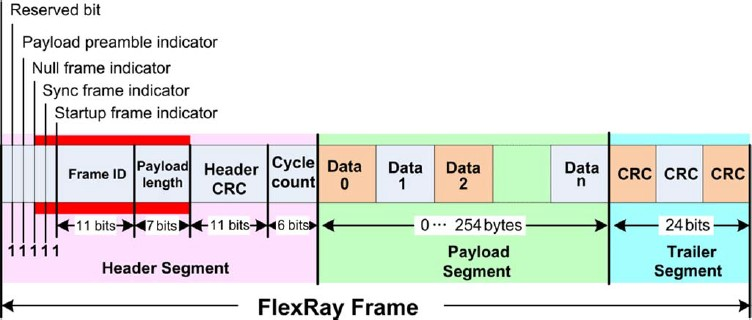 Reserved bit
Payload preamble indicator
Null frame indicator
Sync frame indicator
Startup frame indicator
Frame ID
Payload
length
Header
CRC
Cycle
count
Data
0
Data
1
Data
2
Data
n
CRC
CRC
CRC
11 bits
7 bits
11 bits
6 bits
0 ··· 254 bytes
24 bits
1 1 1 1 1
Header Segment
Payload
Segment
Trailer
Segment
FlexRay Frame